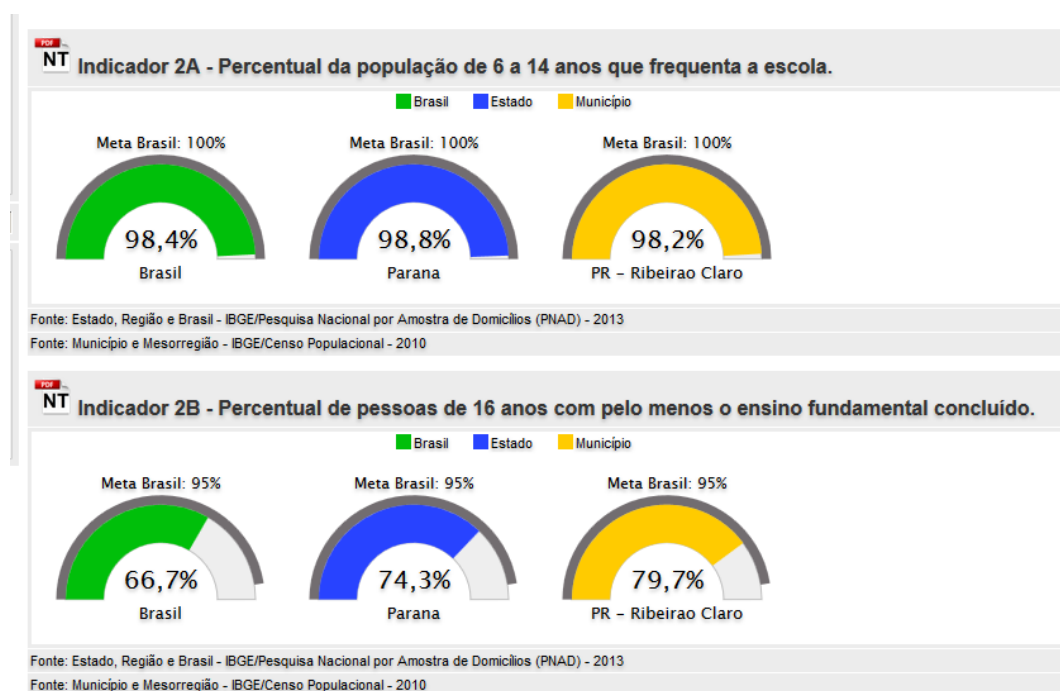 PDF
NT Indicador 2A - Percentual da população de 6 a 14 anos que frequenta a escola.
Brasil Estado Município
Meta Brasil: 100% Meta Brasil: 100% Meta Brasil: 100%
98,4% 98,8% 98,2%
Brasil Parana PR – Ribeirao Claro
Fonte: Estado, Região e Brasil - IBGE/Pesquisa Nacional por Amostra de Domicílios (PNAD) - 2013
Fonte: Município e Mesorregião - IBGE/Censo Populacional - 2010
PDF
NT Indicador 2B - Percentual de pessoas de 16 anos com pelo menos o ensino fundamental concluído.
Brasil Estado Município
Meta Brasil: 95% Meta Brasil: 95% Meta Brasil: 95%
66,7% 74,3% 79,7%
Brasil Parana PR – Ribeirao Claro
Fonte: Estado, Região e Brasil - IBGE/Pesquisa Nacional por Amostra de Domicílios (PNAD) - 2013
Fonte: Município e Mesorregião - IBGE/Censo Populacional - 2010